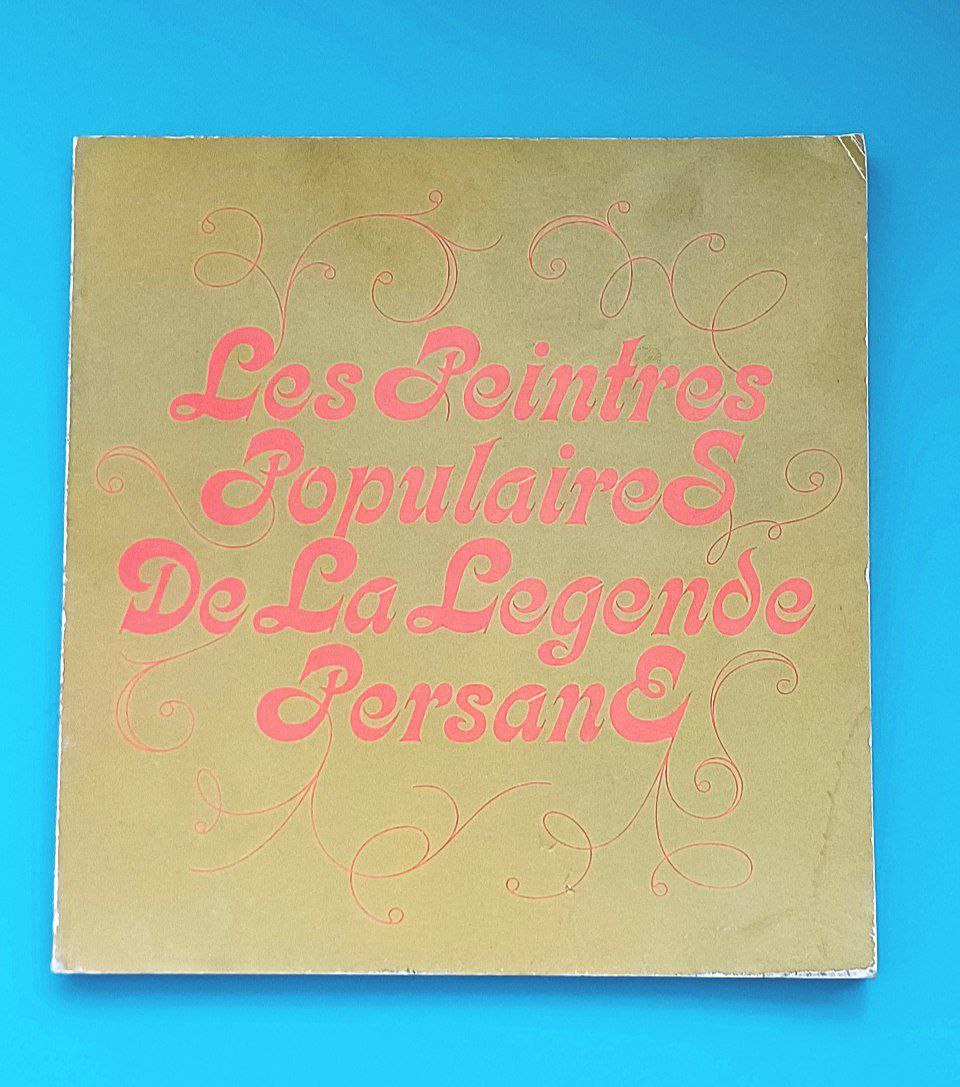 Les Peintres
PopulaireS
De La Legende
PersanE